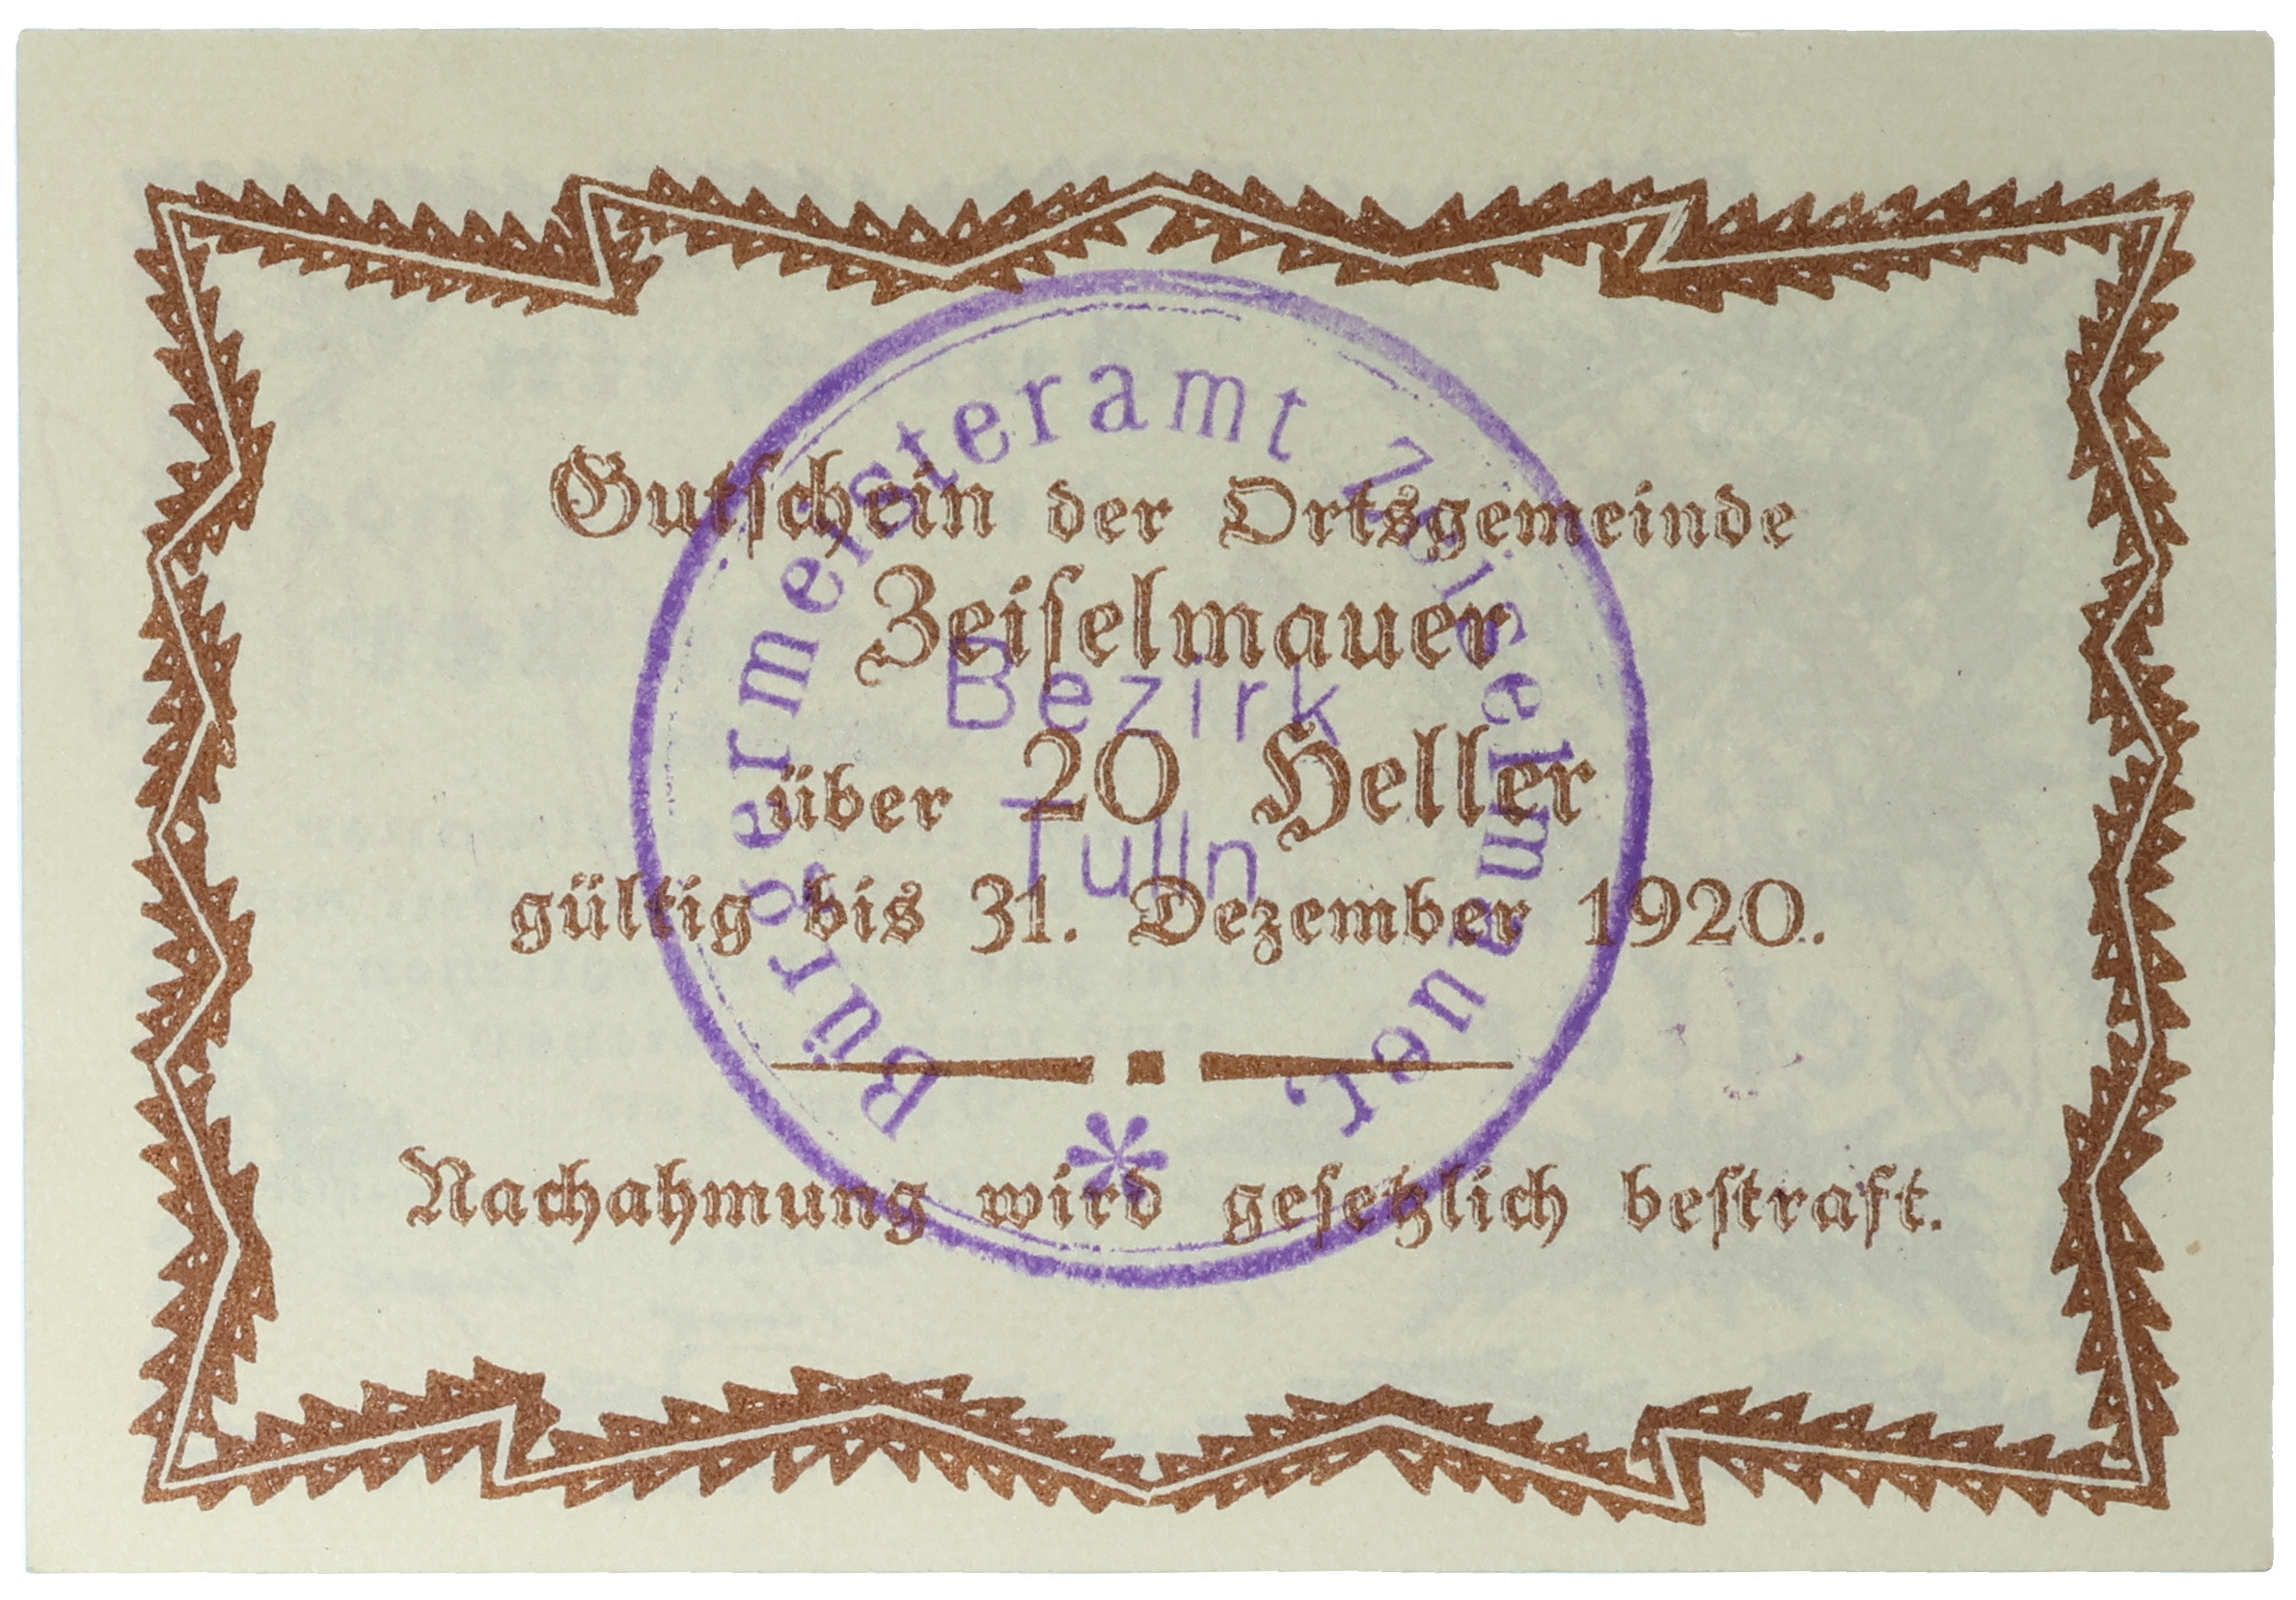 Gutſchein der Ortsgemeinde
Zeiſelmauer
über 20 Heller
gültig bis 31. Dezember 1920.
Nachahmung wird geſetzlich beſtraft.
Bürgermeisteramt Zeiselmauer
Bezirk
Tulln